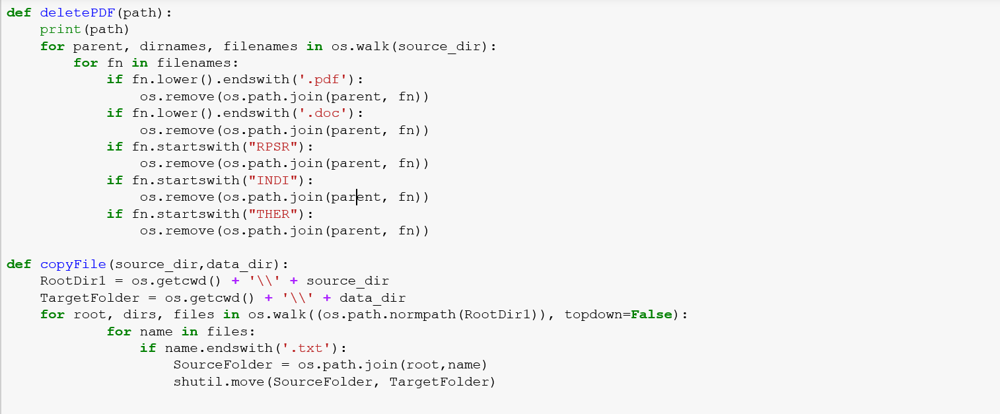 def deletePDF(path):
    print(path)
    for parent, dirnames, filenames in os.walk(source_dir):
        for fn in filenames:
            if fn.lower().endswith('.pdf'):
                os.remove(os.path.join(parent, fn))
            if fn.lower().endswith('.doc'):
                os.remove(os.path.join(parent, fn))
            if fn.startswith("RPSR"):
                os.remove(os.path.join(parent, fn))
            if fn.startswith("INDI"):
                os.remove(os.path.join(parent, fn))
            if fn.startswith("THER"):
                os.remove(os.path.join(parent, fn))

def copyFile(source_dir,data_dir):
    RootDir1 = os.getcwd() + '\\' + source_dir
    TargetFolder = os.getcwd() + '\\' + data_dir
    for root, dirs, files in os.walk((os.path.normpath(RootDir1)), topdown=False):
            for name in files:
                if name.endswith('.txt'):
                    SourceFolder = os.path.join(root,name)
                    shutil.move(SourceFolder, TargetFolder)